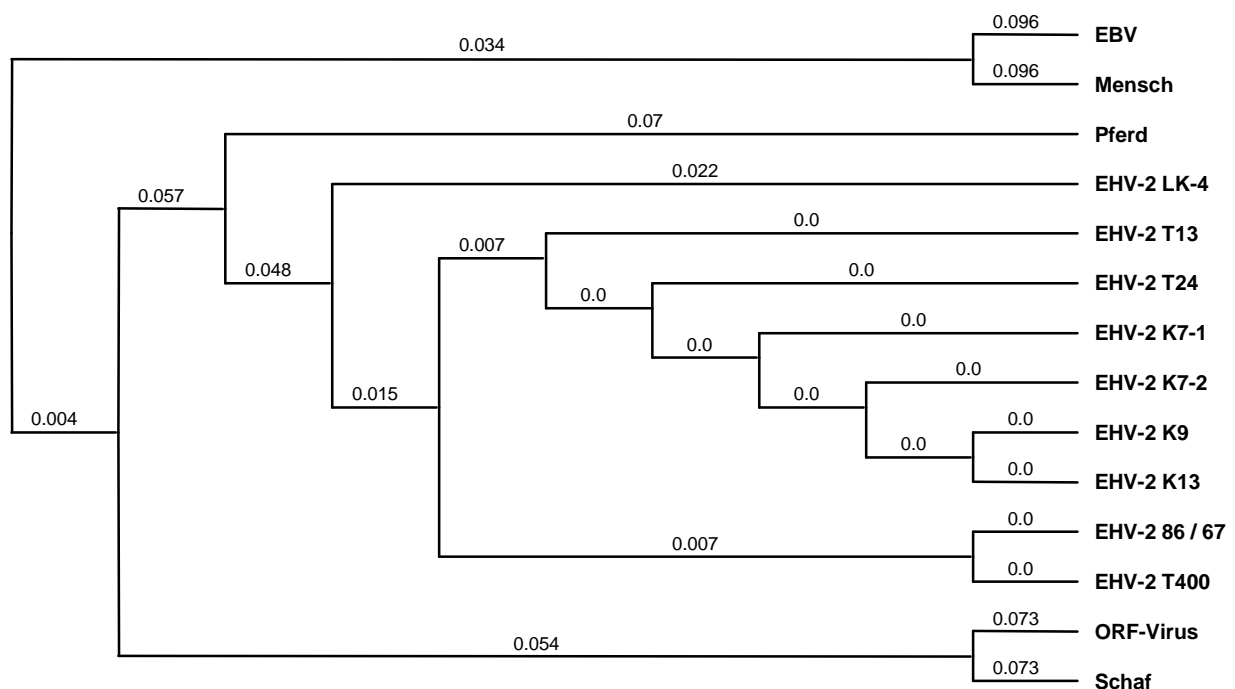 0.096
EBV
0.034
0.096
Mensch
0.07
Pferd
0.022
EHV-2 LK-4
0.057
0.0
EHV-2 T13
0.007
0.048
0.0
EHV-2 T24
0.0
0.0
EHV-2 K7-1
0.0
0.0
EHV-2 K7-2
0.015
0.0
0.004
0.0
EHV-2 K9
0.0
0.0
EHV-2 K13
0.0
EHV-2 86 / 67
0.007
0.0
EHV-2 T400
0.073
ORF-Virus
0.054
0.073
Schaf